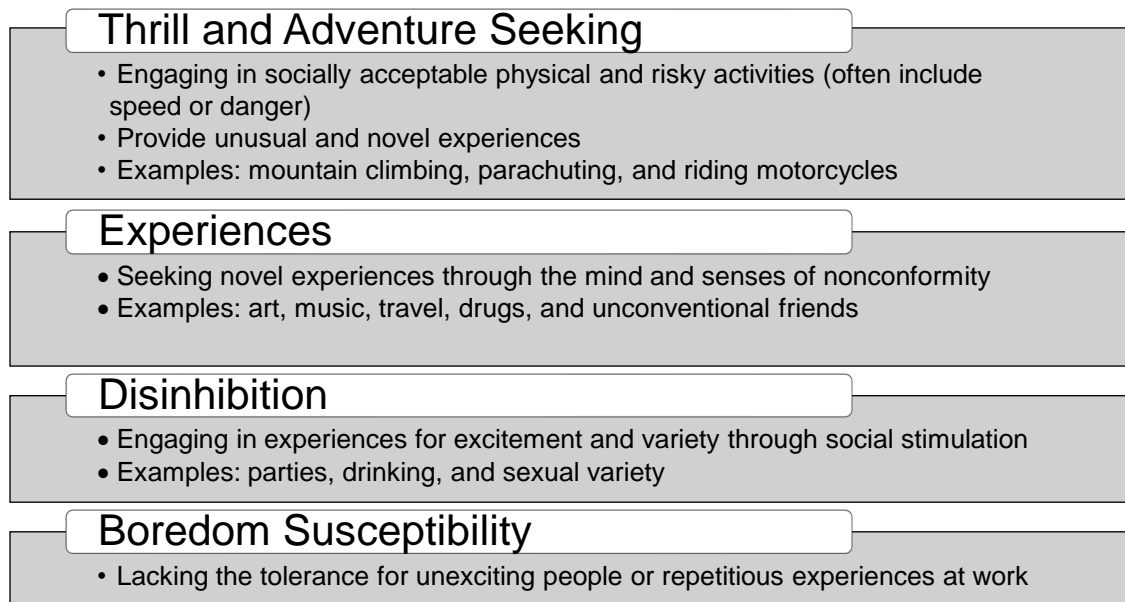 Thrill and Adventure Seeking
• Engaging in socially acceptable physical and risky activities (often include
speed or danger)
• Provide unusual and novel experiences
• Examples: mountain climbing, parachuting, and riding motorcycles
Experiences
• Seeking novel experiences through the mind and senses of nonconformity
• Examples: art, music, travel, drugs, and unconventional friends
Disinhibition
• Engaging in experiences for excitement and variety through social stimulation
• Examples: parties, drinking, and sexual variety
Boredom Susceptibility
• Lacking the tolerance for unexciting people or repetitious experiences at work